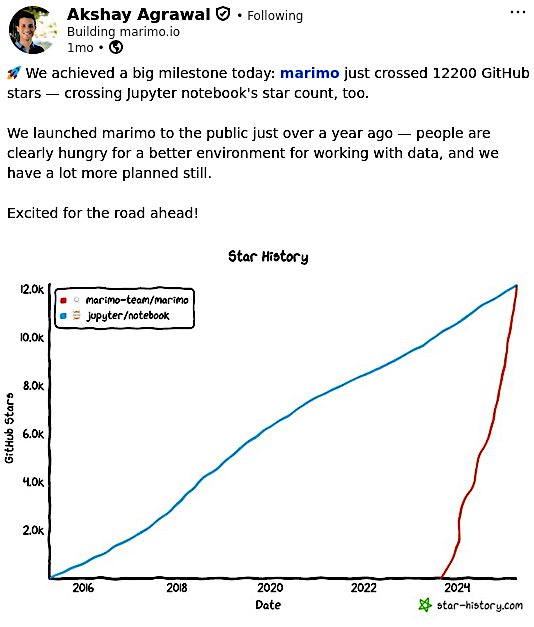 Akshay Agrawal • Following
Building marimo.io
1mo •
🚀 We achieved a big milestone today: marimo just crossed 12200 GitHub
stars — crossing Jupyter notebook's star count, too.
We launched marimo to the public just over a year ago — people are
clearly hungry for a better environment for working with data, and we
have a lot more planned still.
Excited for the road ahead!
Star History
marimo-team/marimo
jupyter/notebook
12.0k
10.0k
8.0k
6.0k
4.0k
2.0k
GitHub Stars
2016 2018 2020 2022 2024
Date
star-history.com